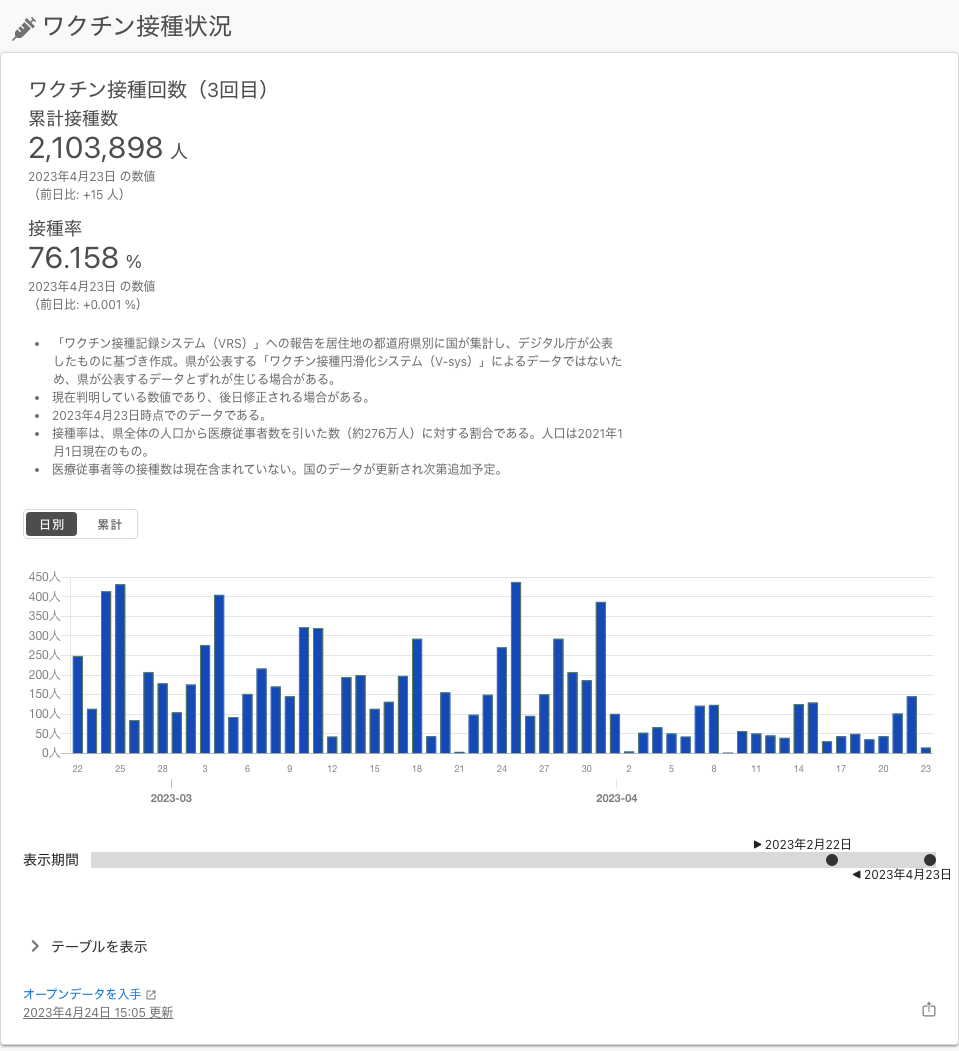 ワクチン接種状況
ワクチン接種回数（3回目）
累計接種数
2,103,898 人
2023年4月23日 の数値
（前日比: +15 人）
接種率
76.158 %
2023年4月23日 の数値
（前日比: +0.001 %）
• 「ワクチン接種記録システム（VRS）」への報告を居住地の都道府県別に国が集計し、デジタル庁が公表
したものに基づき作成。県が公表する「ワクチン接種円滑化システム（V-sys）」によるデータではないた
め、県が公表するデータとずれが生じる場合がある。
• 現在判明している数値であり、後日修正される場合がある。
• 2023年4月23日時点でのデータである。
• 接種率は、県全体の人口から医療従事者数を引いた数（約276万人）に対する割合である。人口は2021年1
月1日現在のもの。
• 医療従事者等の接種数は現在含まれていない。国のデータが更新され次第追加予定。
日別 累計
450人
400人
350人
300人
250人
200人
150人
100人
50人
0人
22 25 28 3 6 9 12 15 18 21 24 27 30 2 5 8 11 14 17 20 23
2023-03 2023-04
▶ 2023年2月22日
表示期間
◀ 2023年4月23日
テーブルを表示
オープンデータを入手
2023年4月24日 15:05 更新